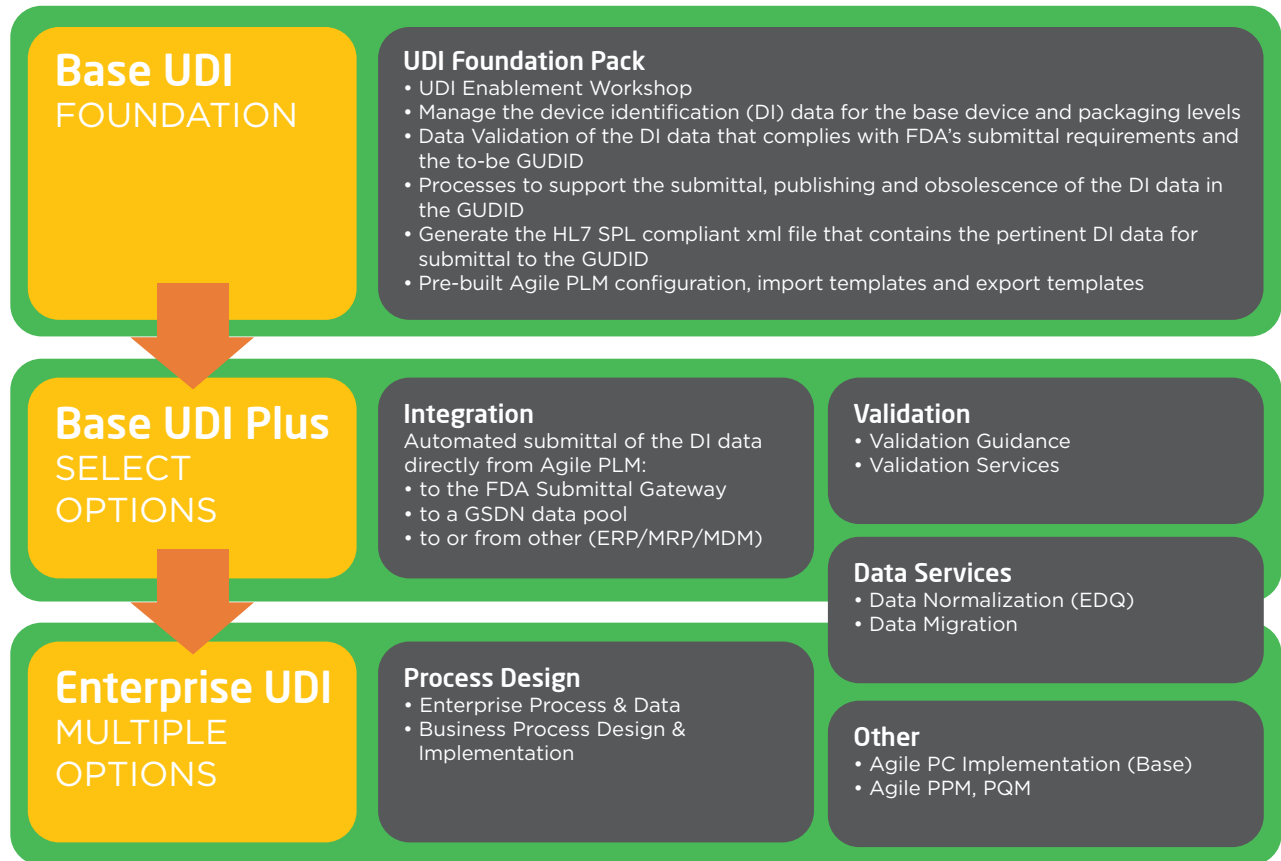 Base UDI
FOUNDATION
UDI Foundation Pack
• UDI Enablement Workshop
• Manage the device identification (DI) data for the base device and packaging levels
• Data Validation of the DI data that complies with FDA’s submittal requirements and
the to-be GUDID
• Processes to support the submittal, publishing and obsolescence of the DI data in
the GUDID
• Generate the HL7 SPL compliant xml file that contains the pertinent DI data for
submittal to the GUDID
• Pre-built Agile PLM configuration, import templates and export templates
Base UDI Plus
SELECT
OPTIONS
Integration
Automated submittal of the DI data
directly from Agile PLM:
• to the FDA Submittal Gateway
• to a GSDN data pool
• to or from other (ERP/MRP/MDM)
Validation
• Validation Guidance
• Validation Services
Data Services
• Data Normalization (EDQ)
• Data Migration
Enterprise UDI
MULTIPLE
OPTIONS
Process Design
• Enterprise Process & Data
• Business Process Design &
Implementation
Other
• Agile PC Implementation (Base)
• Agile PPM, PQM